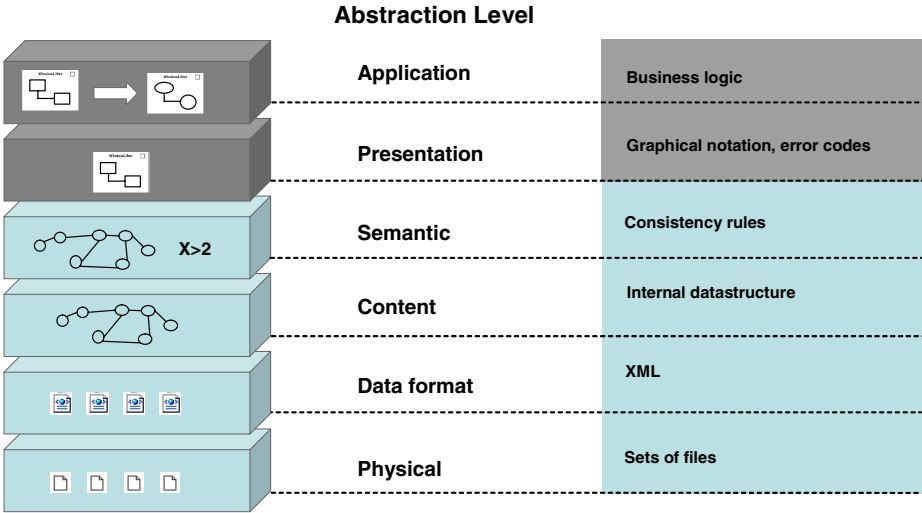 Abstraction Level
Application
Business logic
Presentation
Graphical notation, error codes
X>2
Semantic
Consistency rules
Content
Internal datastructure
Data format
XML
Physical
Sets of files